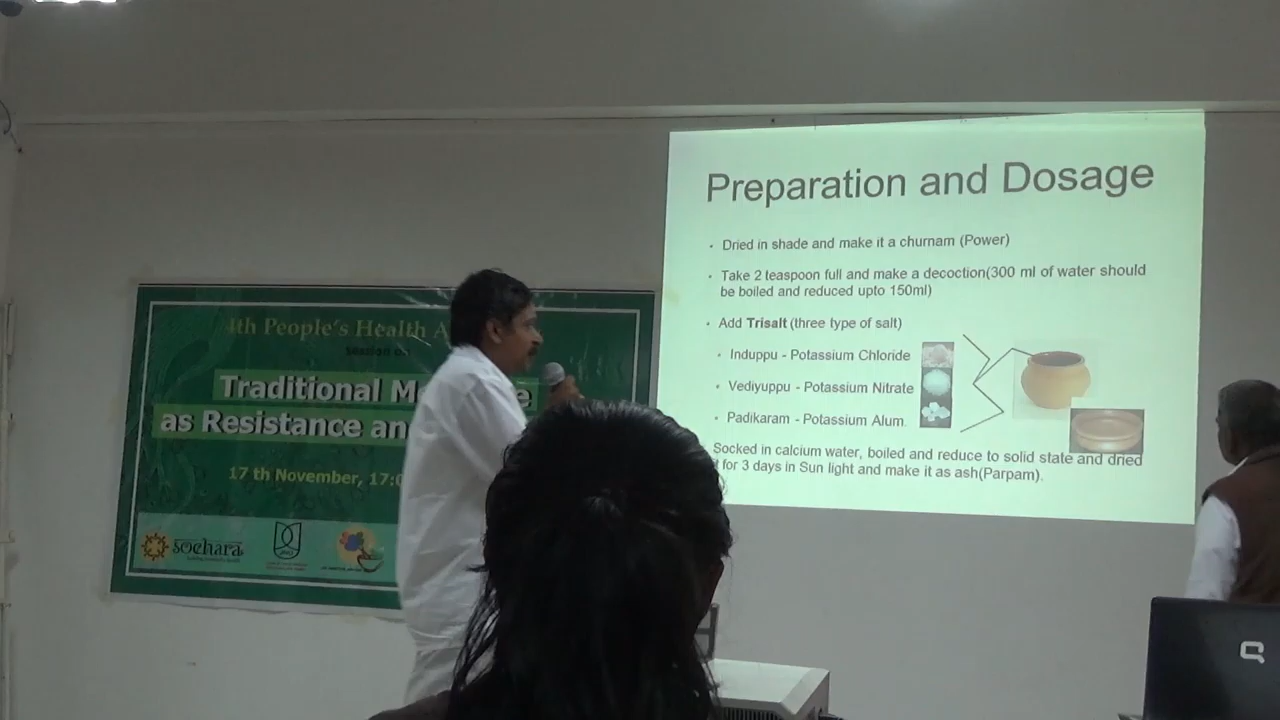 4th People's Health
Session on
Traditional
as Resistance
17 th November,
sochara
Preparation and Dosage
Dried in shade and make it a churnam (Power)
Take 2 teaspoon full and make a decoction(300 ml of water should
be boiled and reduced upto 150ml)
Add Trisalt (three type of salt)
Induppu - Potassium Chloride
Vediyuppu - Potassium Nitrate
Padikaram - Potassium Alum.
Socked in calcium water, boiled and reduce to solid state and dried
for 3 days in Sun light and make it as ash(Parpam).